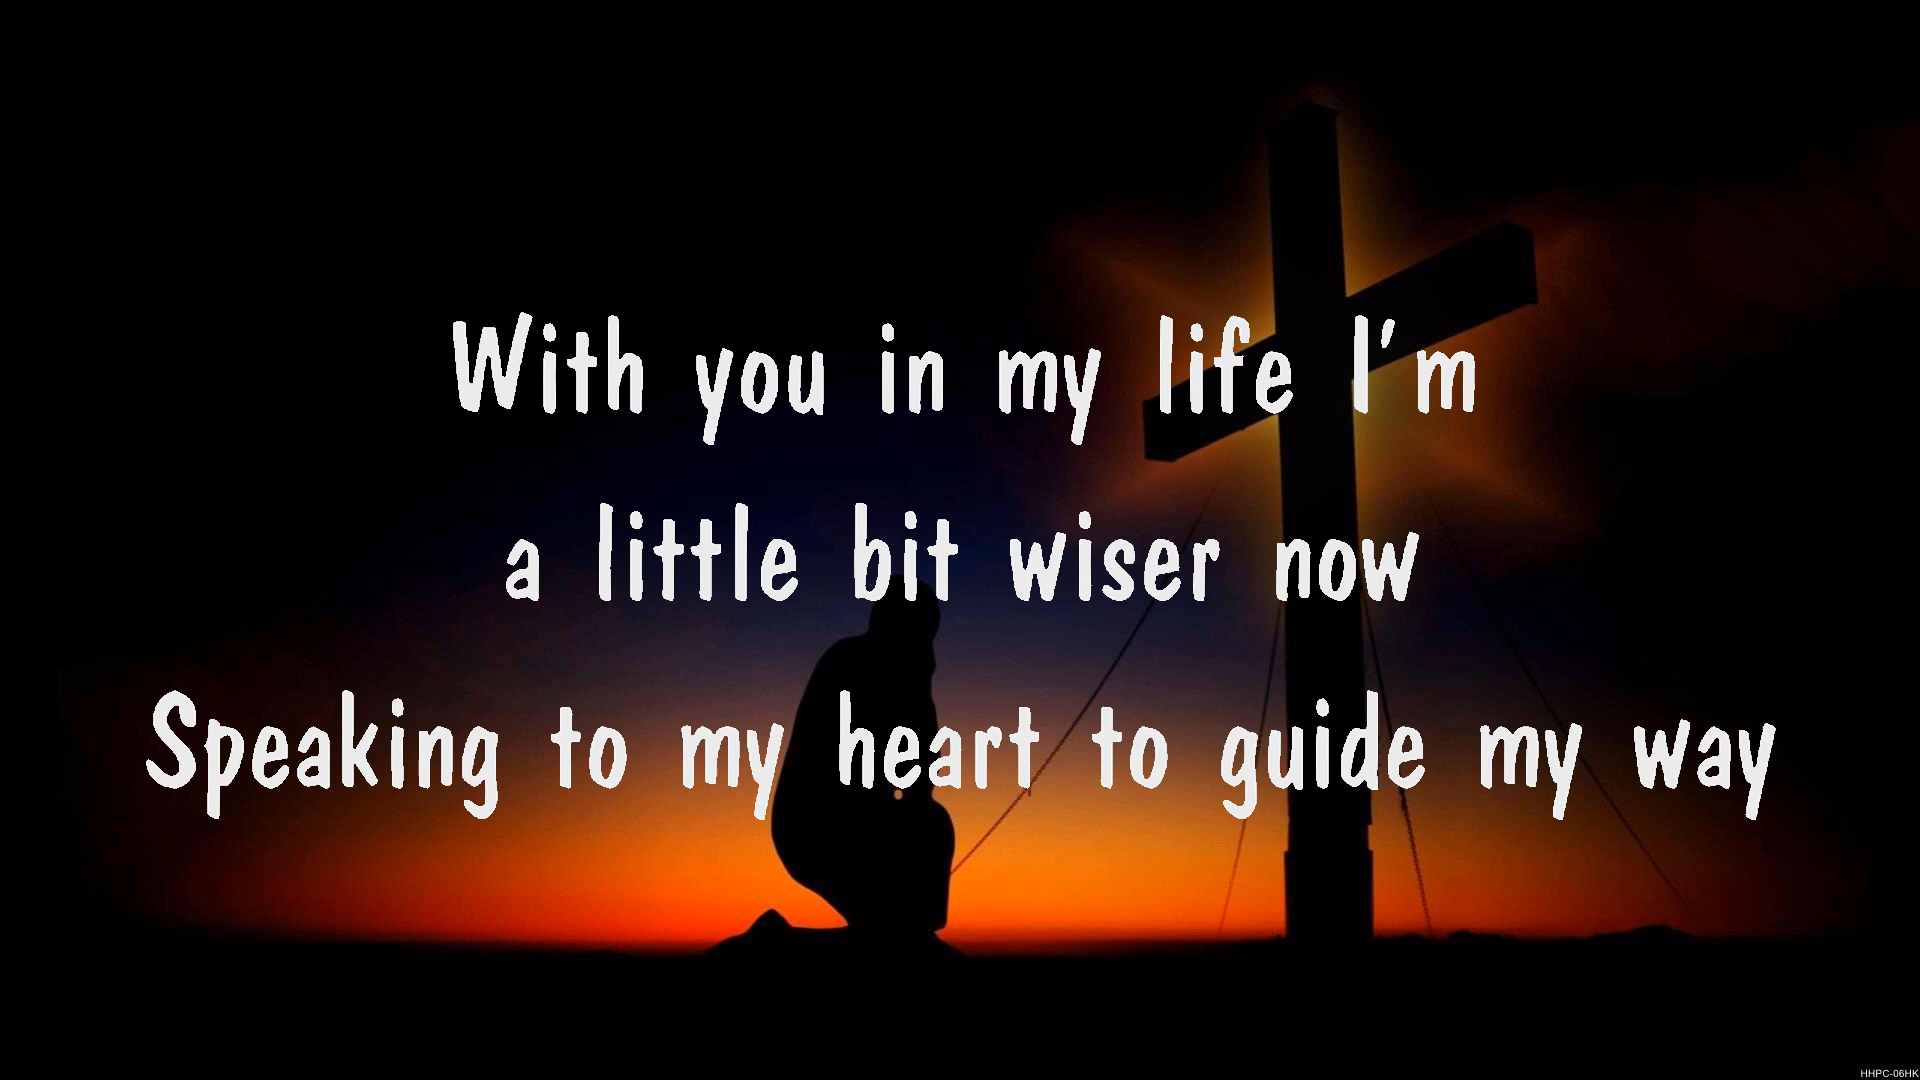 With you in my life I'm
a little bit wiser now
Speaking to my heart to guide my way
HHPC-06HK